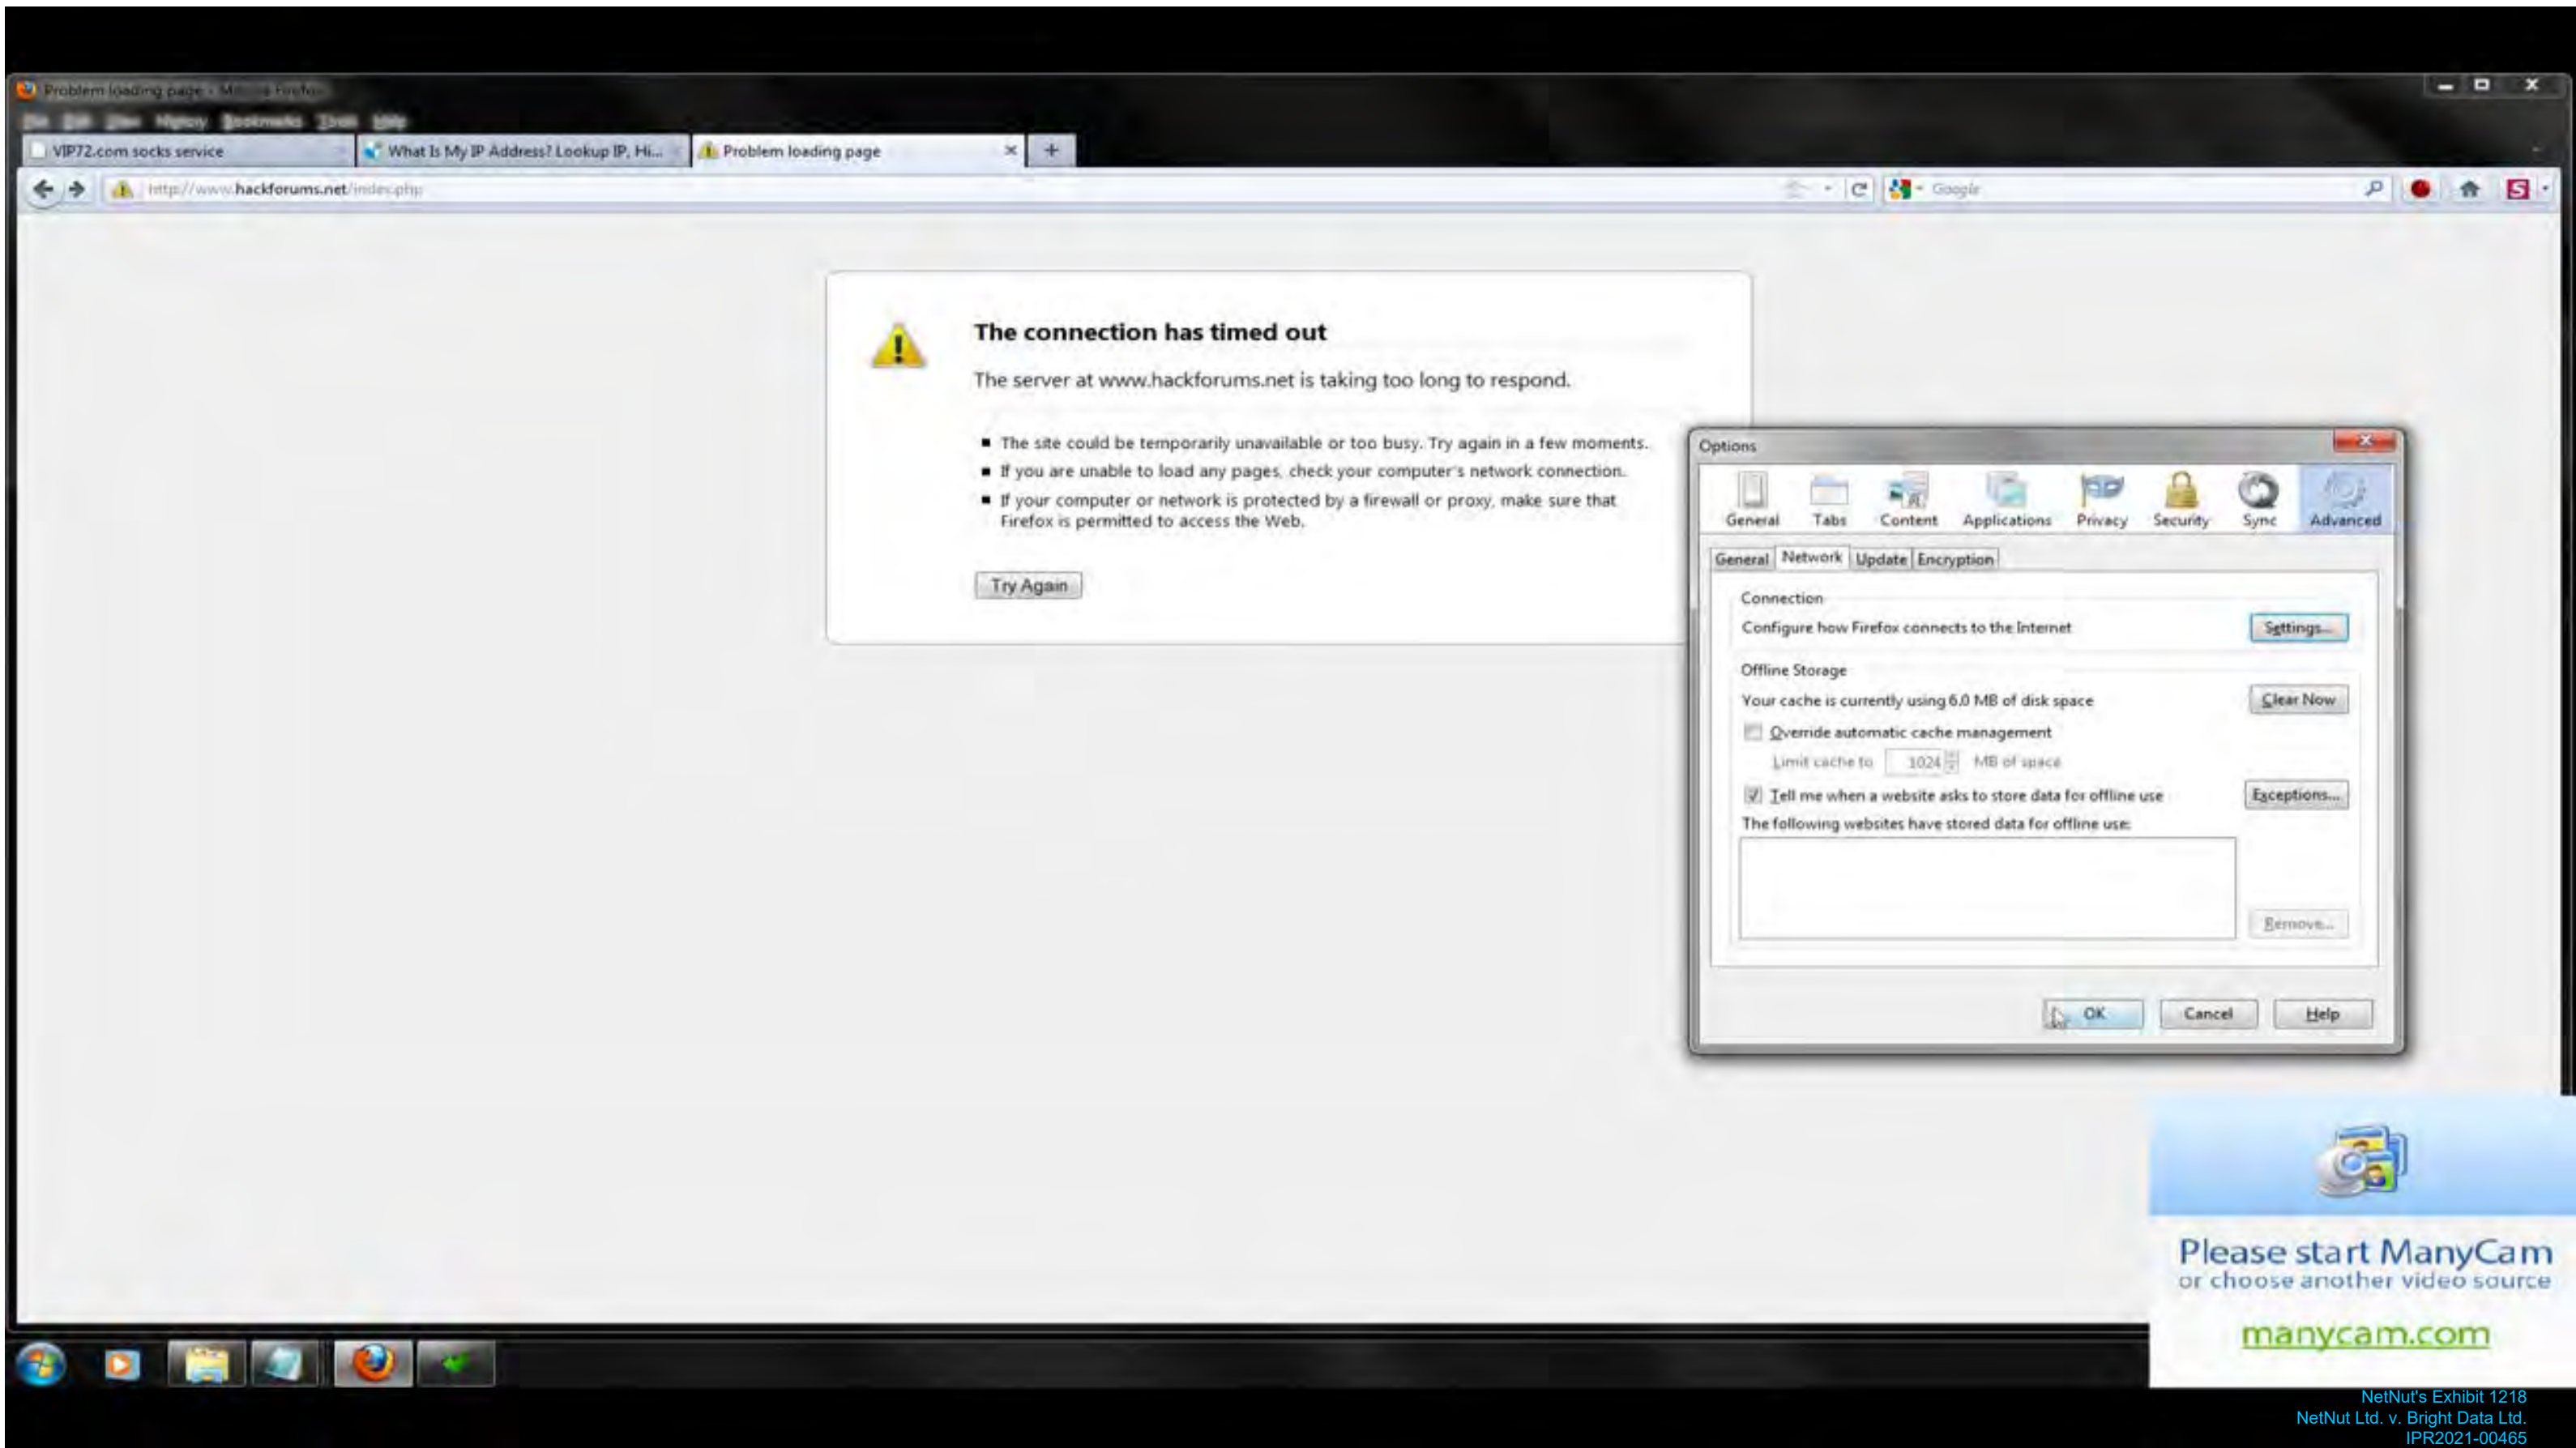 Problem loading page - Mozilla Firefox
History Bookmarks Tools Help
VIP72.com socks service
What Is My IP Address? Lookup IP, Hi...
Problem loading page
http://www.hackforums.net/index.php
Google
The connection has timed out
The server at www.hackforums.net is taking too long to respond.
The site could be temporarily unavailable or too busy. Try again in a few moments.
If you are unable to load any pages, check your computer's network connection.
If your computer or network is protected by a firewall or proxy, make sure that
Firefox is permitted to access the Web.
Try Again
Options
General Tabs Content Applications Privacy Security Sync Advanced
General Network Update Encryption
Connection
Configure how Firefox connects to the Internet
Settings...
Offline Storage
Your cache is currently using 6.0 MB of disk space
Clear Now
Override automatic cache management
Limit cache to 1024 MB of space
Tell me when a website asks to store data for offline use
Exceptions...
The following websites have stored data for offline use:
Remove...
OK Cancel Help
Please start ManyCam
or choose another video source
manycam.com
NetNut's Exhibit 1218
NetNut Ltd. v. Bright Data Ltd.
IPR2021-00465